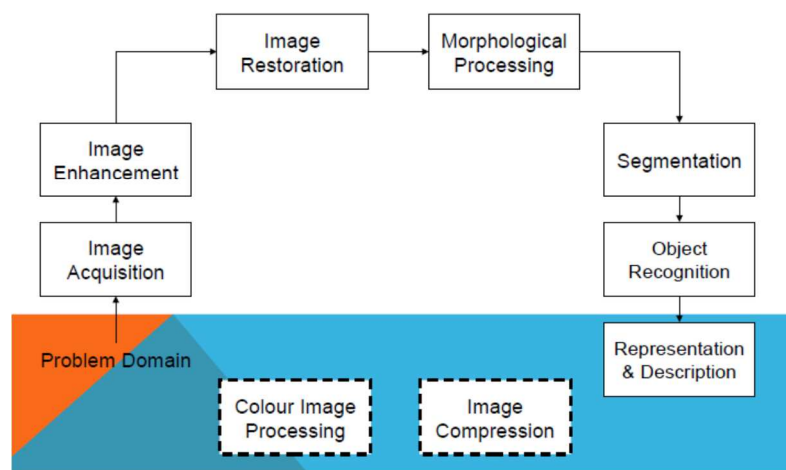 Image
Restoration
Morphological
Processing
Image
Enhancement
Segmentation
Image
Acquisition
Object
Recognition
Problem Domain
Representation
& Description
Colour Image
Processing
Image
Compression